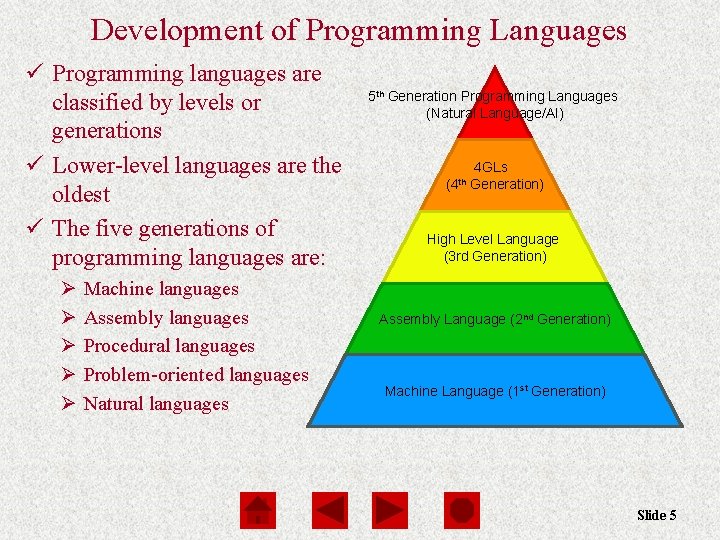 Development of Programming Languages
✓ Programming languages are
classified by levels or
generations
✓ Lower-level languages are the
oldest
✓ The five generations of
programming languages are:
➢ Machine languages
➢ Assembly languages
➢ Procedural languages
➢ Problem-oriented languages
➢ Natural languages
5th Generation Programming Languages
(Natural Language/AI)
4GLs
(4th Generation)
High Level Language
(3rd Generation)
Assembly Language (2nd Generation)
Machine Language (1st Generation)
Slide 5